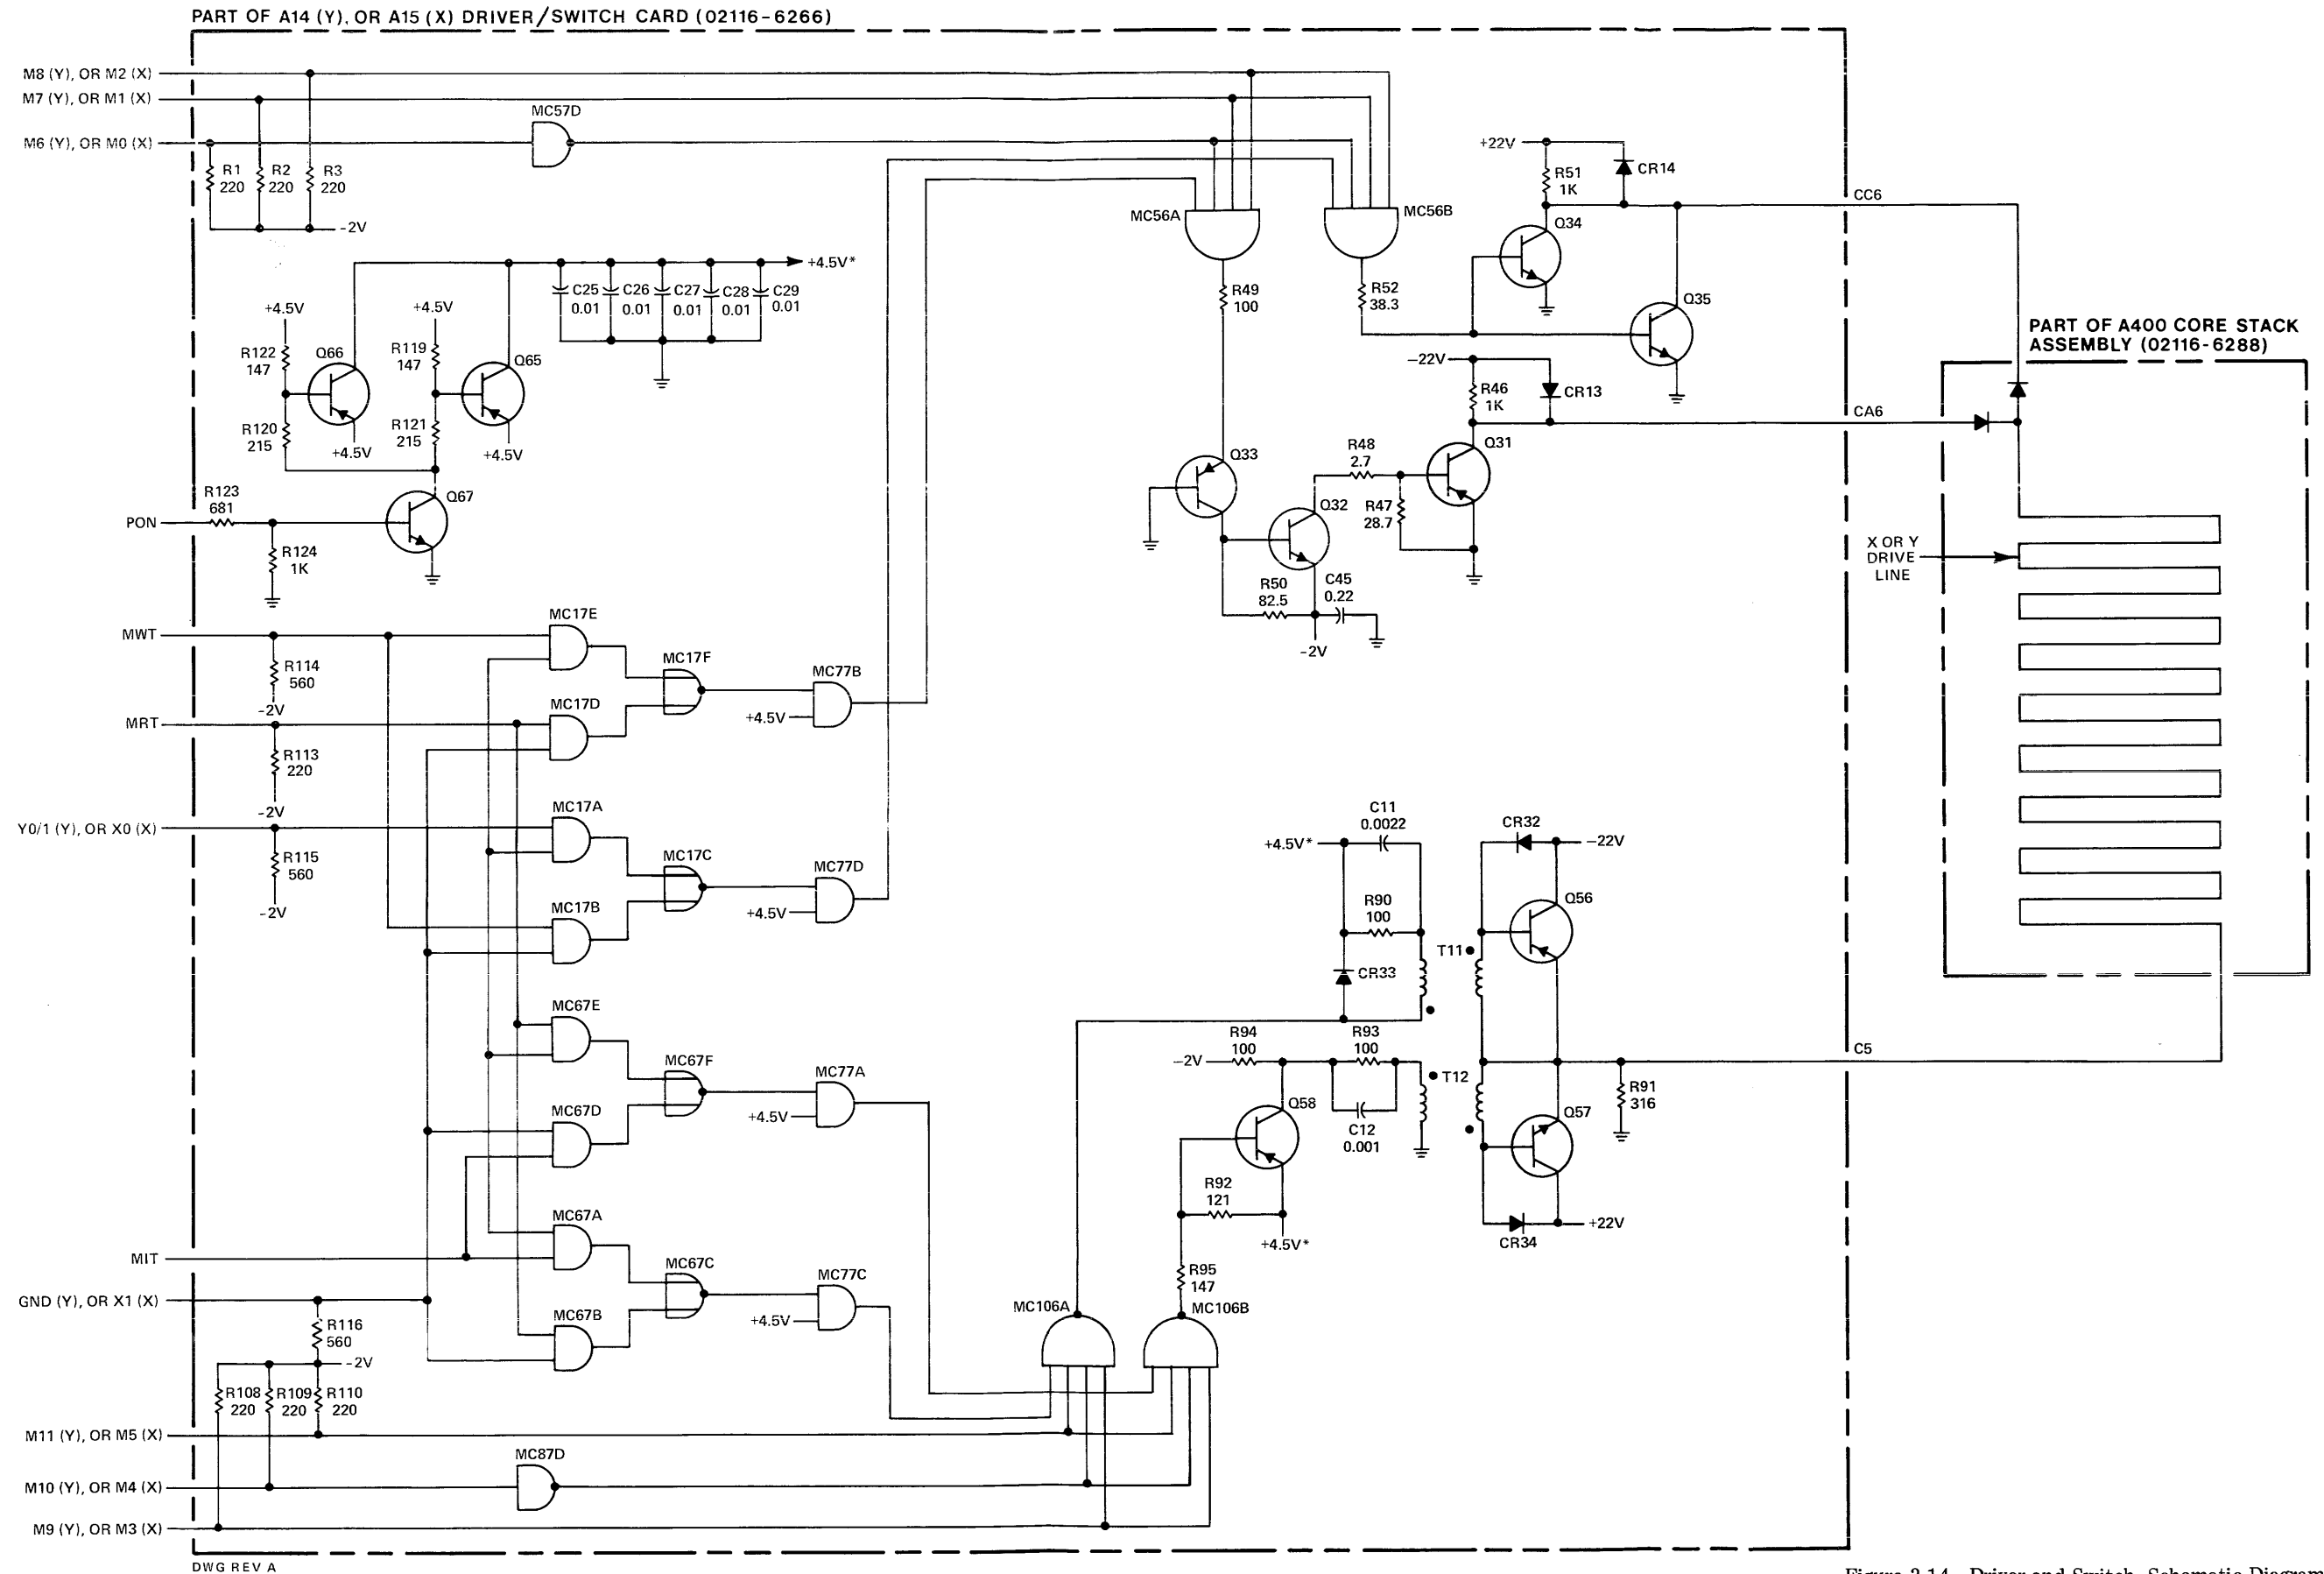 PART OF A14 (Y), OR A15 (X) DRIVER/SWITCH CARD (02116-6266)
M8 (Y), OR M2 (X)
M7 (Y), OR M1 (X)
M6 (Y), OR M0 (X)
MC57D
R1
220
R2
220
R3
220
-2V
MC56A
MC56B
+22V
R51
1K
CR14
CC6
Q34
Q35
R49
100
R52
38.3
+4.5V*
C25
0.01
C26
0.01
C27
0.01
C28
0.01
C29
0.01
+4.5V
+4.5V
R122
147
Q66
R119
147
Q65
R120
215
R121
215
+4.5V
+4.5V
PON
R123
681
Q67
R124
1K
-22V
R46
1K
CR13
CA6
PART OF A400 CORE STACK
ASSEMBLY (02116-6288)
Q33
R48
2.7
Q31
Q32
R47
28.7
R50
82.5
C45
0.22
-2V
X OR Y
DRIVE
LINE
MWT
R114
560
-2V
MC17E
MC17F
MC77B
+4.5V
MRT
MC17D
R113
220
-2V
Y0/1 (Y), OR X0 (X)
MC17A
R115
560
-2V
MC17C
MC77D
+4.5V
MC17B
C11
0.0022
+4.5V*
CR32
-22V
R90
100
Q56
T11
CR33
MC67E
MC67F
MC77A
+4.5V
MC67D
R94
100
R93
100
-2V
T12
C5
R91
316
Q58
C12
0.001
Q57
R92
121
+4.5V*
CR34
+22V
MC67A
MIT
MC67C
MC77C
+4.5V
MC67B
GND (Y), OR X1 (X)
R116
560
-2V
R95
147
MC106A
MC106B
R108
220
R109
220
R110
220
M11 (Y), OR M5 (X)
MC87D
M10 (Y), OR M4 (X)
M9 (Y), OR M3 (X)
DWG REV A